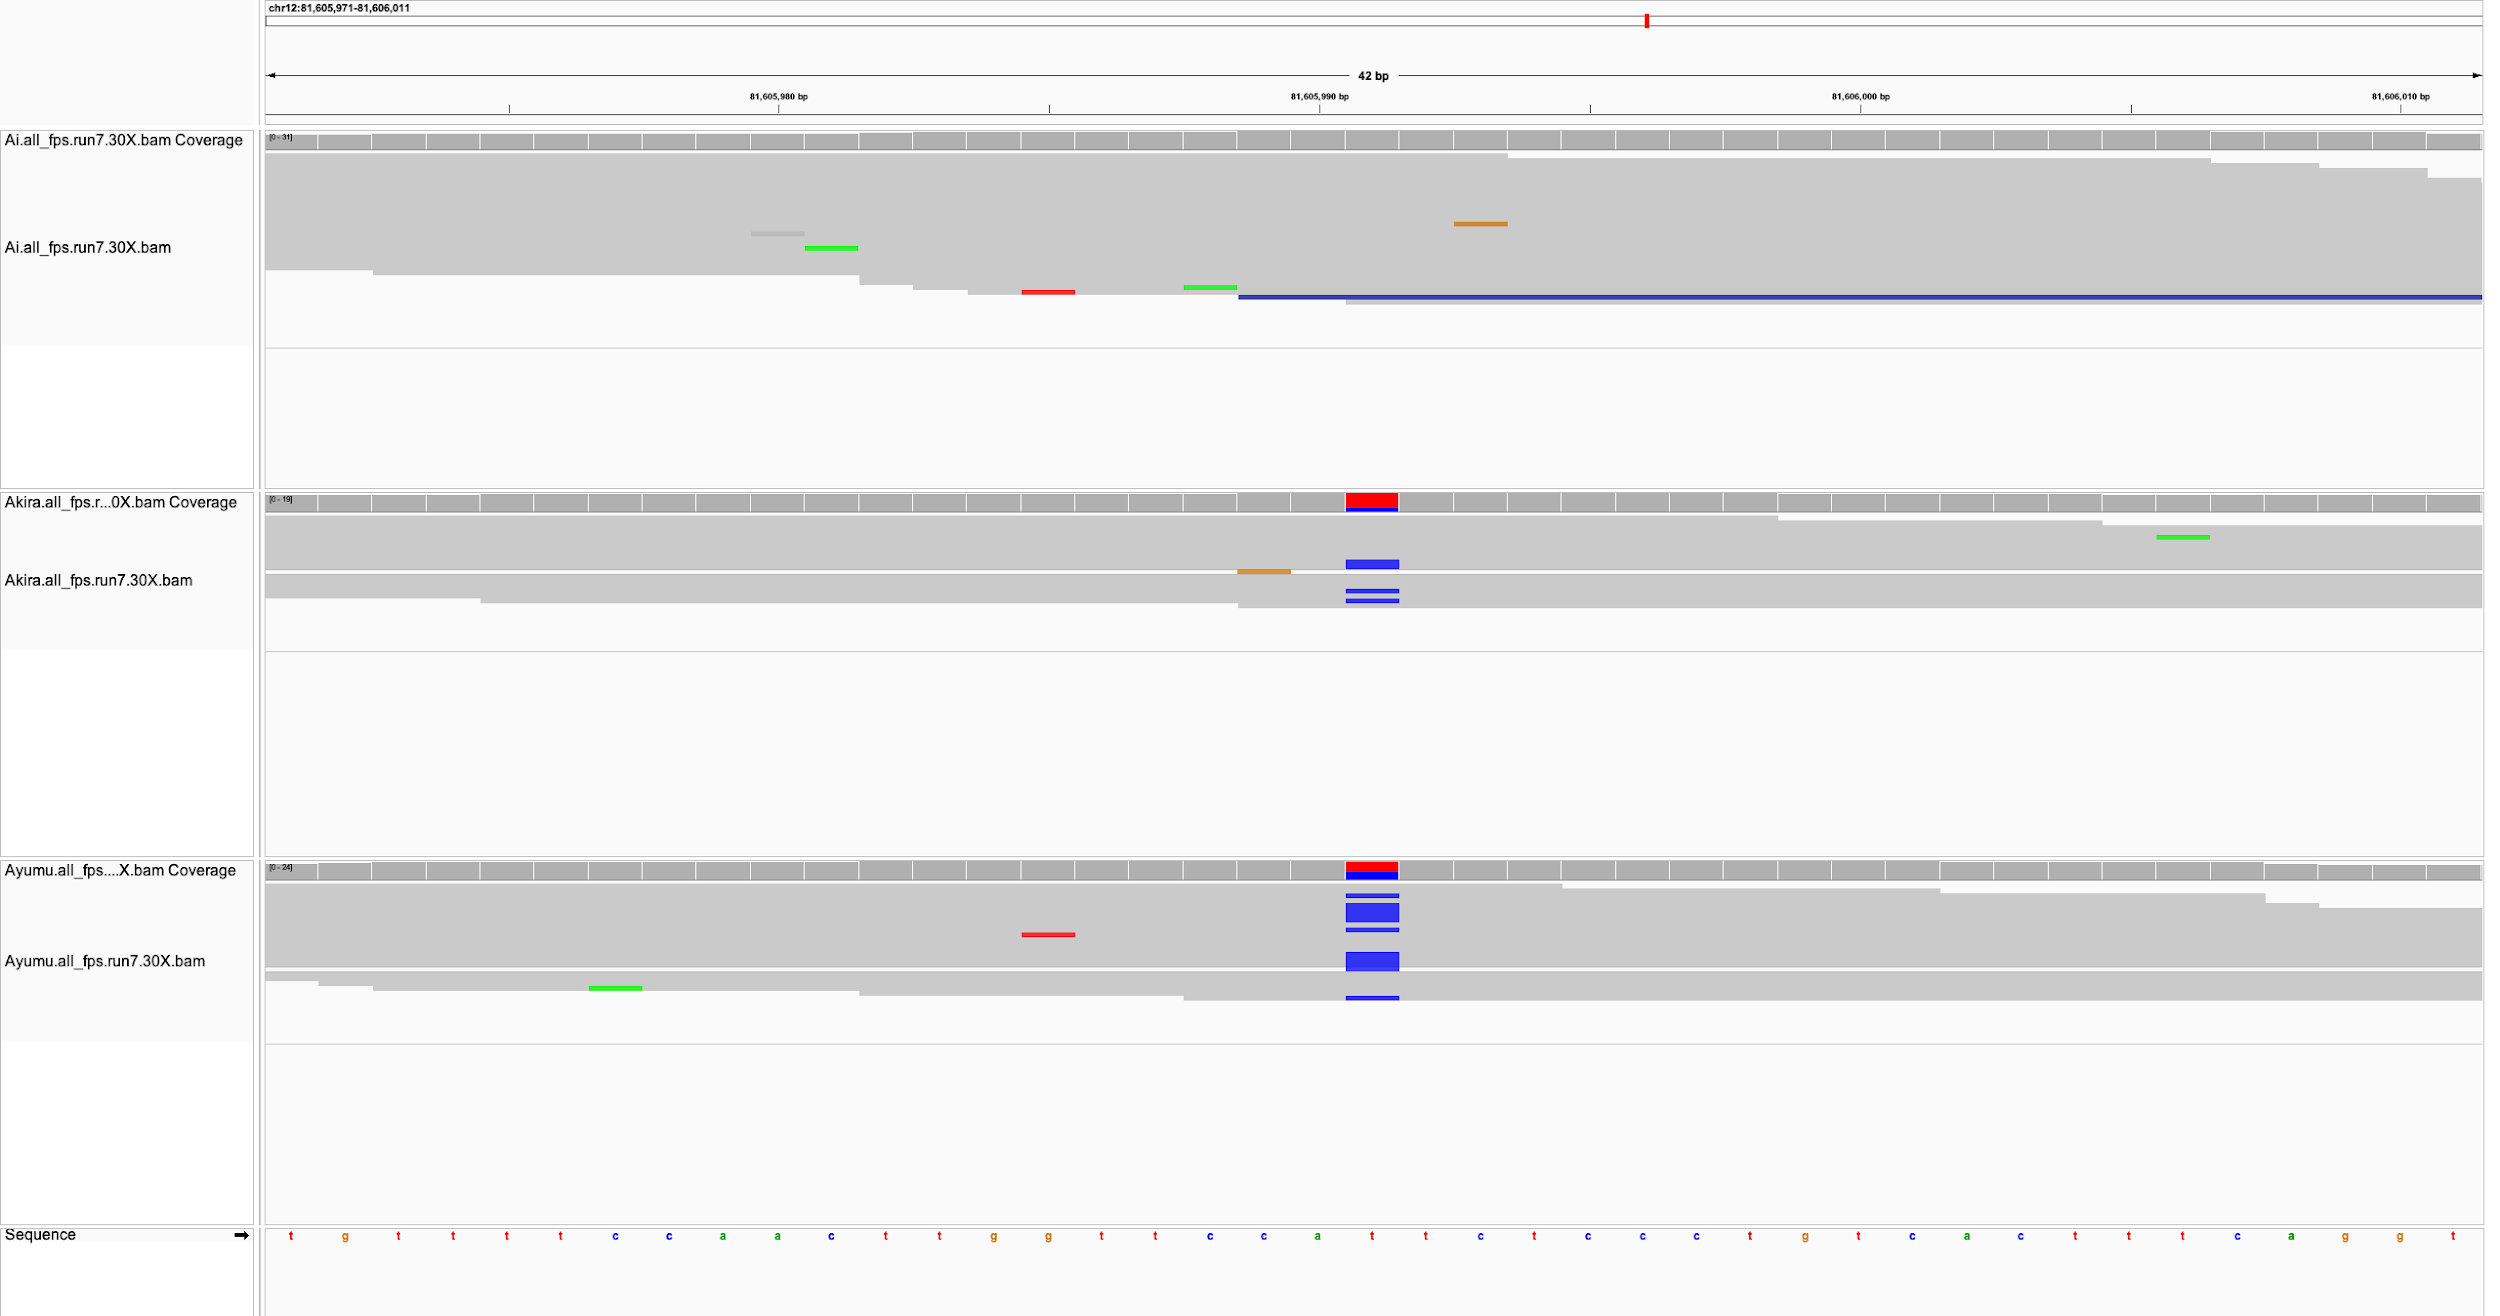 chr12:81,605,971-81,606,011
42 bp
81,605,980 bp 81,605,990 bp 81,606,000 bp 81,606,010 bp
Ai.all_fps.run7.30X.bam Coverage [0 - 31]
Ai.all_fps.run7.30X.bam
Akira.all_fps.r...0X.bam Coverage [0 - 19]
Akira.all_fps.run7.30X.bam
Ayumu.all_fps....X.bam Coverage [0 - 24]
Ayumu.all_fps.run7.30X.bam
Sequence t g t t t t c c a a c t t g g t t c c a t t c t c c c t g t c a c t t t c a g g t